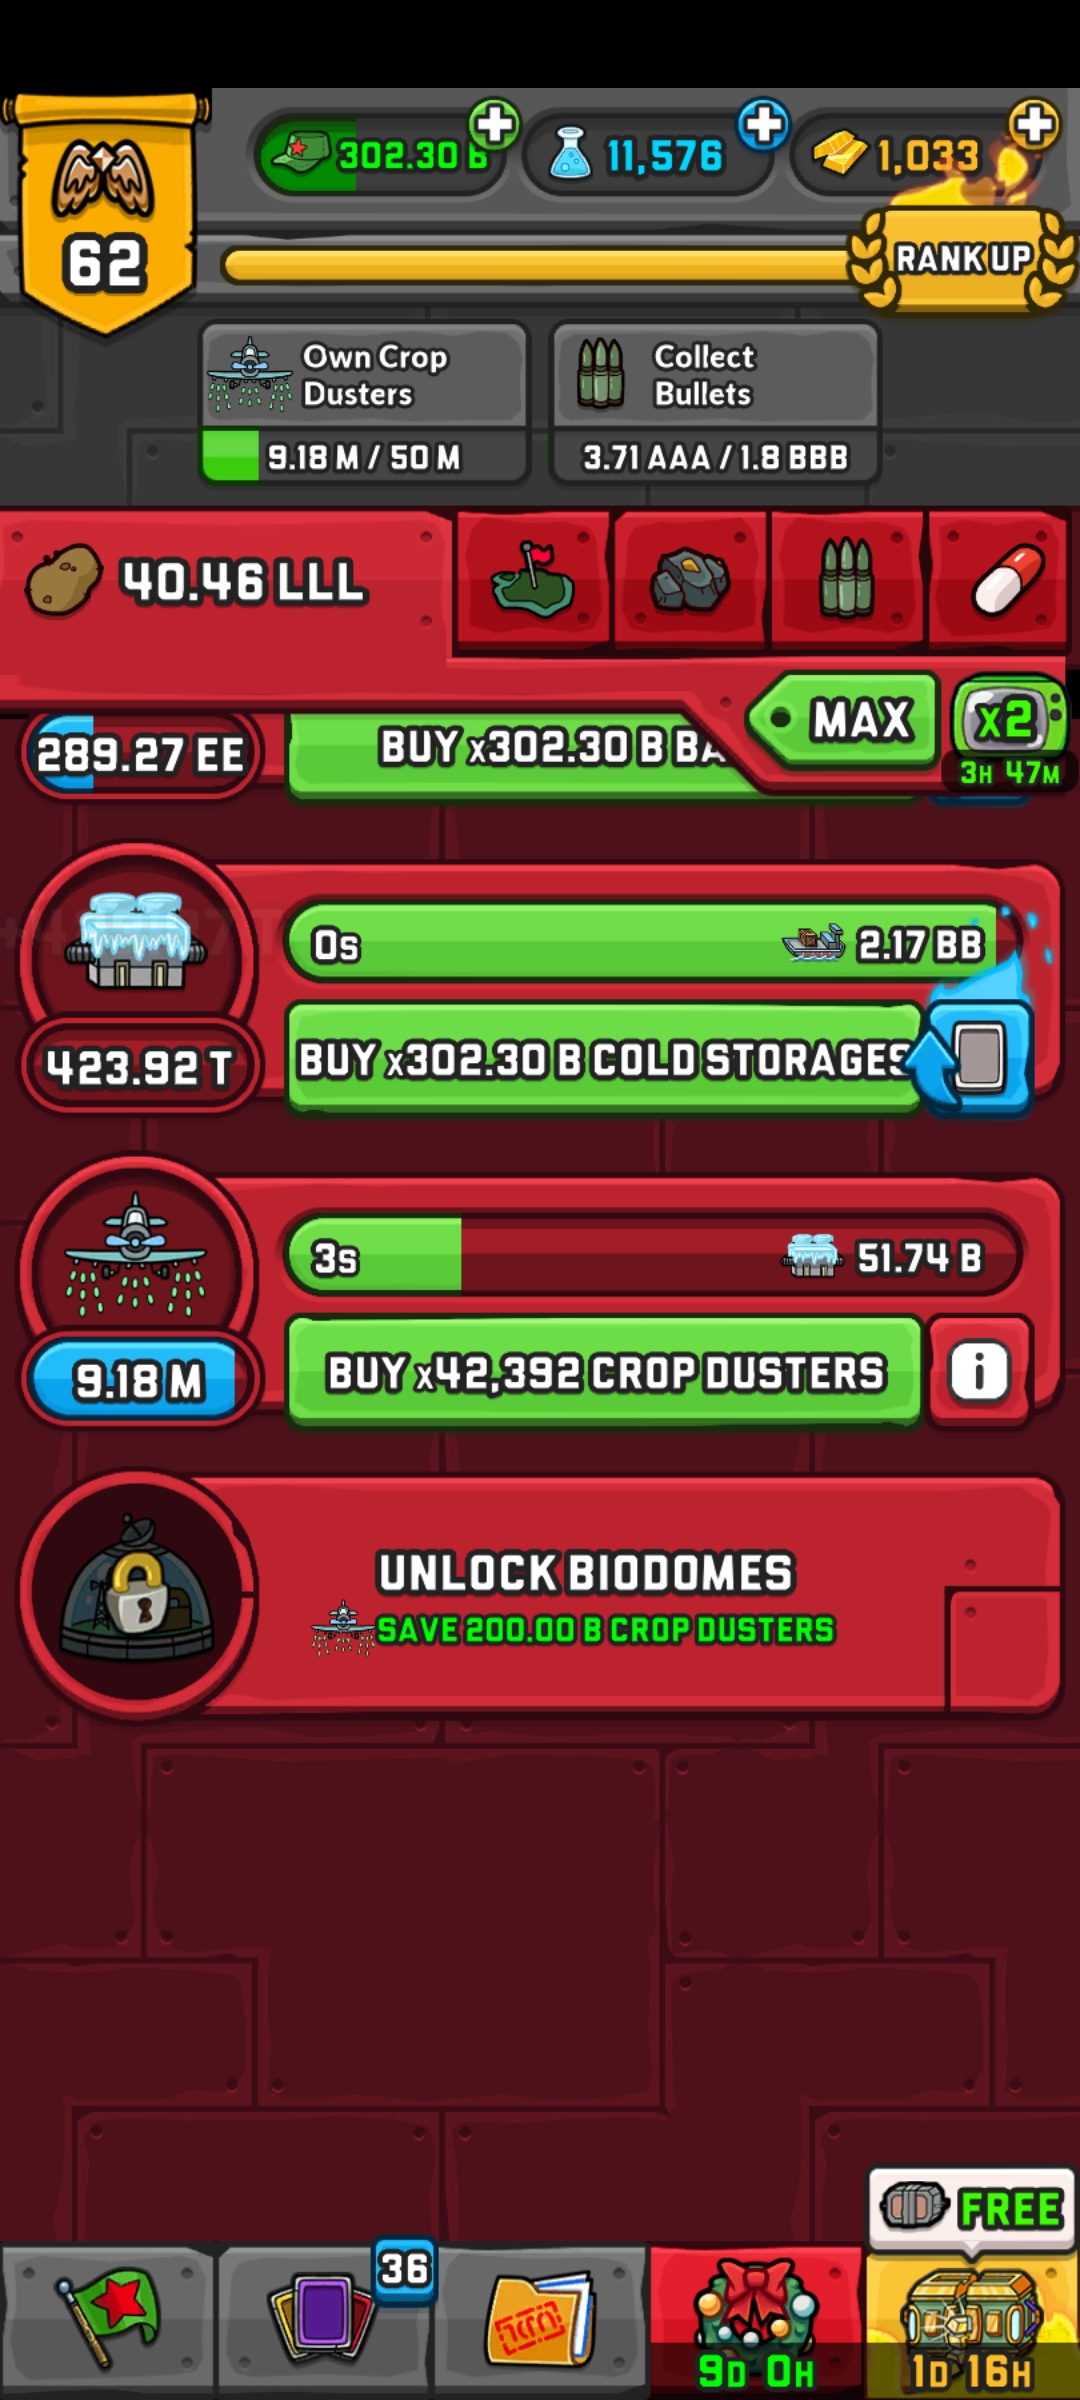 302.30 B
11,576
1,033
62
RANK UP
Own Crop
Dusters
9.18 M / 50 M
Collect
Bullets
3.71 AAA / 1.8 BBB
40.46 LLL
MAX
x2
3H 47M
289.27 EE
BUY x302.30 B BA
0s
2.17 BB
423.92 T
BUY x302.30 B COLD STORAGES
3s
51.74 B
9.18 M
BUY x42,392 CROP DUSTERS
i
UNLOCK BIODOMES
SAVE 200.00 B CROP DUSTERS
FREE
36
9D 0H
1D 16H